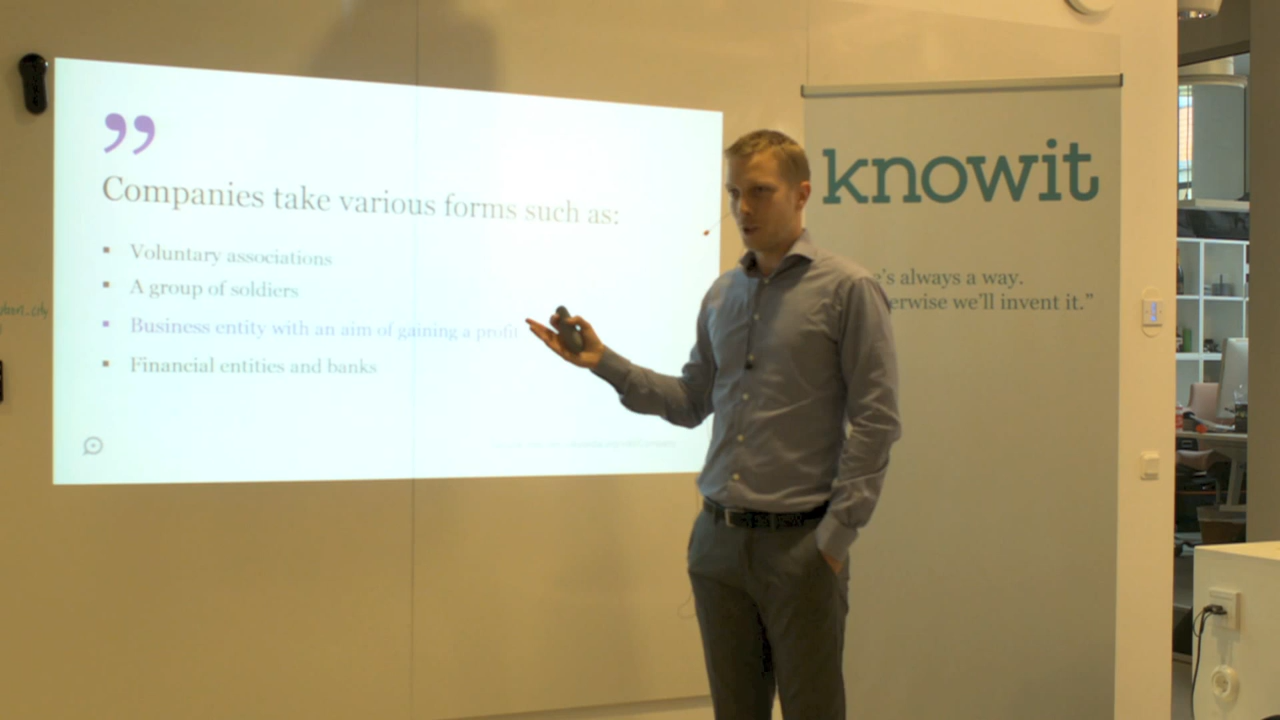 ”
Companies take various forms such as:
▪ Voluntary associations
▪ A group of soldiers
▪ Business entity with an aim of gaining a profit
▪ Financial entities and banks
knowit
e's always a way.
erwise we'll invent it.”